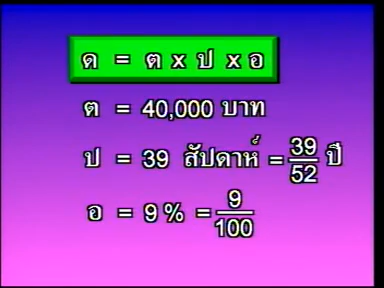 ด = ต x ป x อ
ต = 40,000 บาท
ป = 39 สัปดาห์ = 39/52 ปี
อ = 9% = 9/100